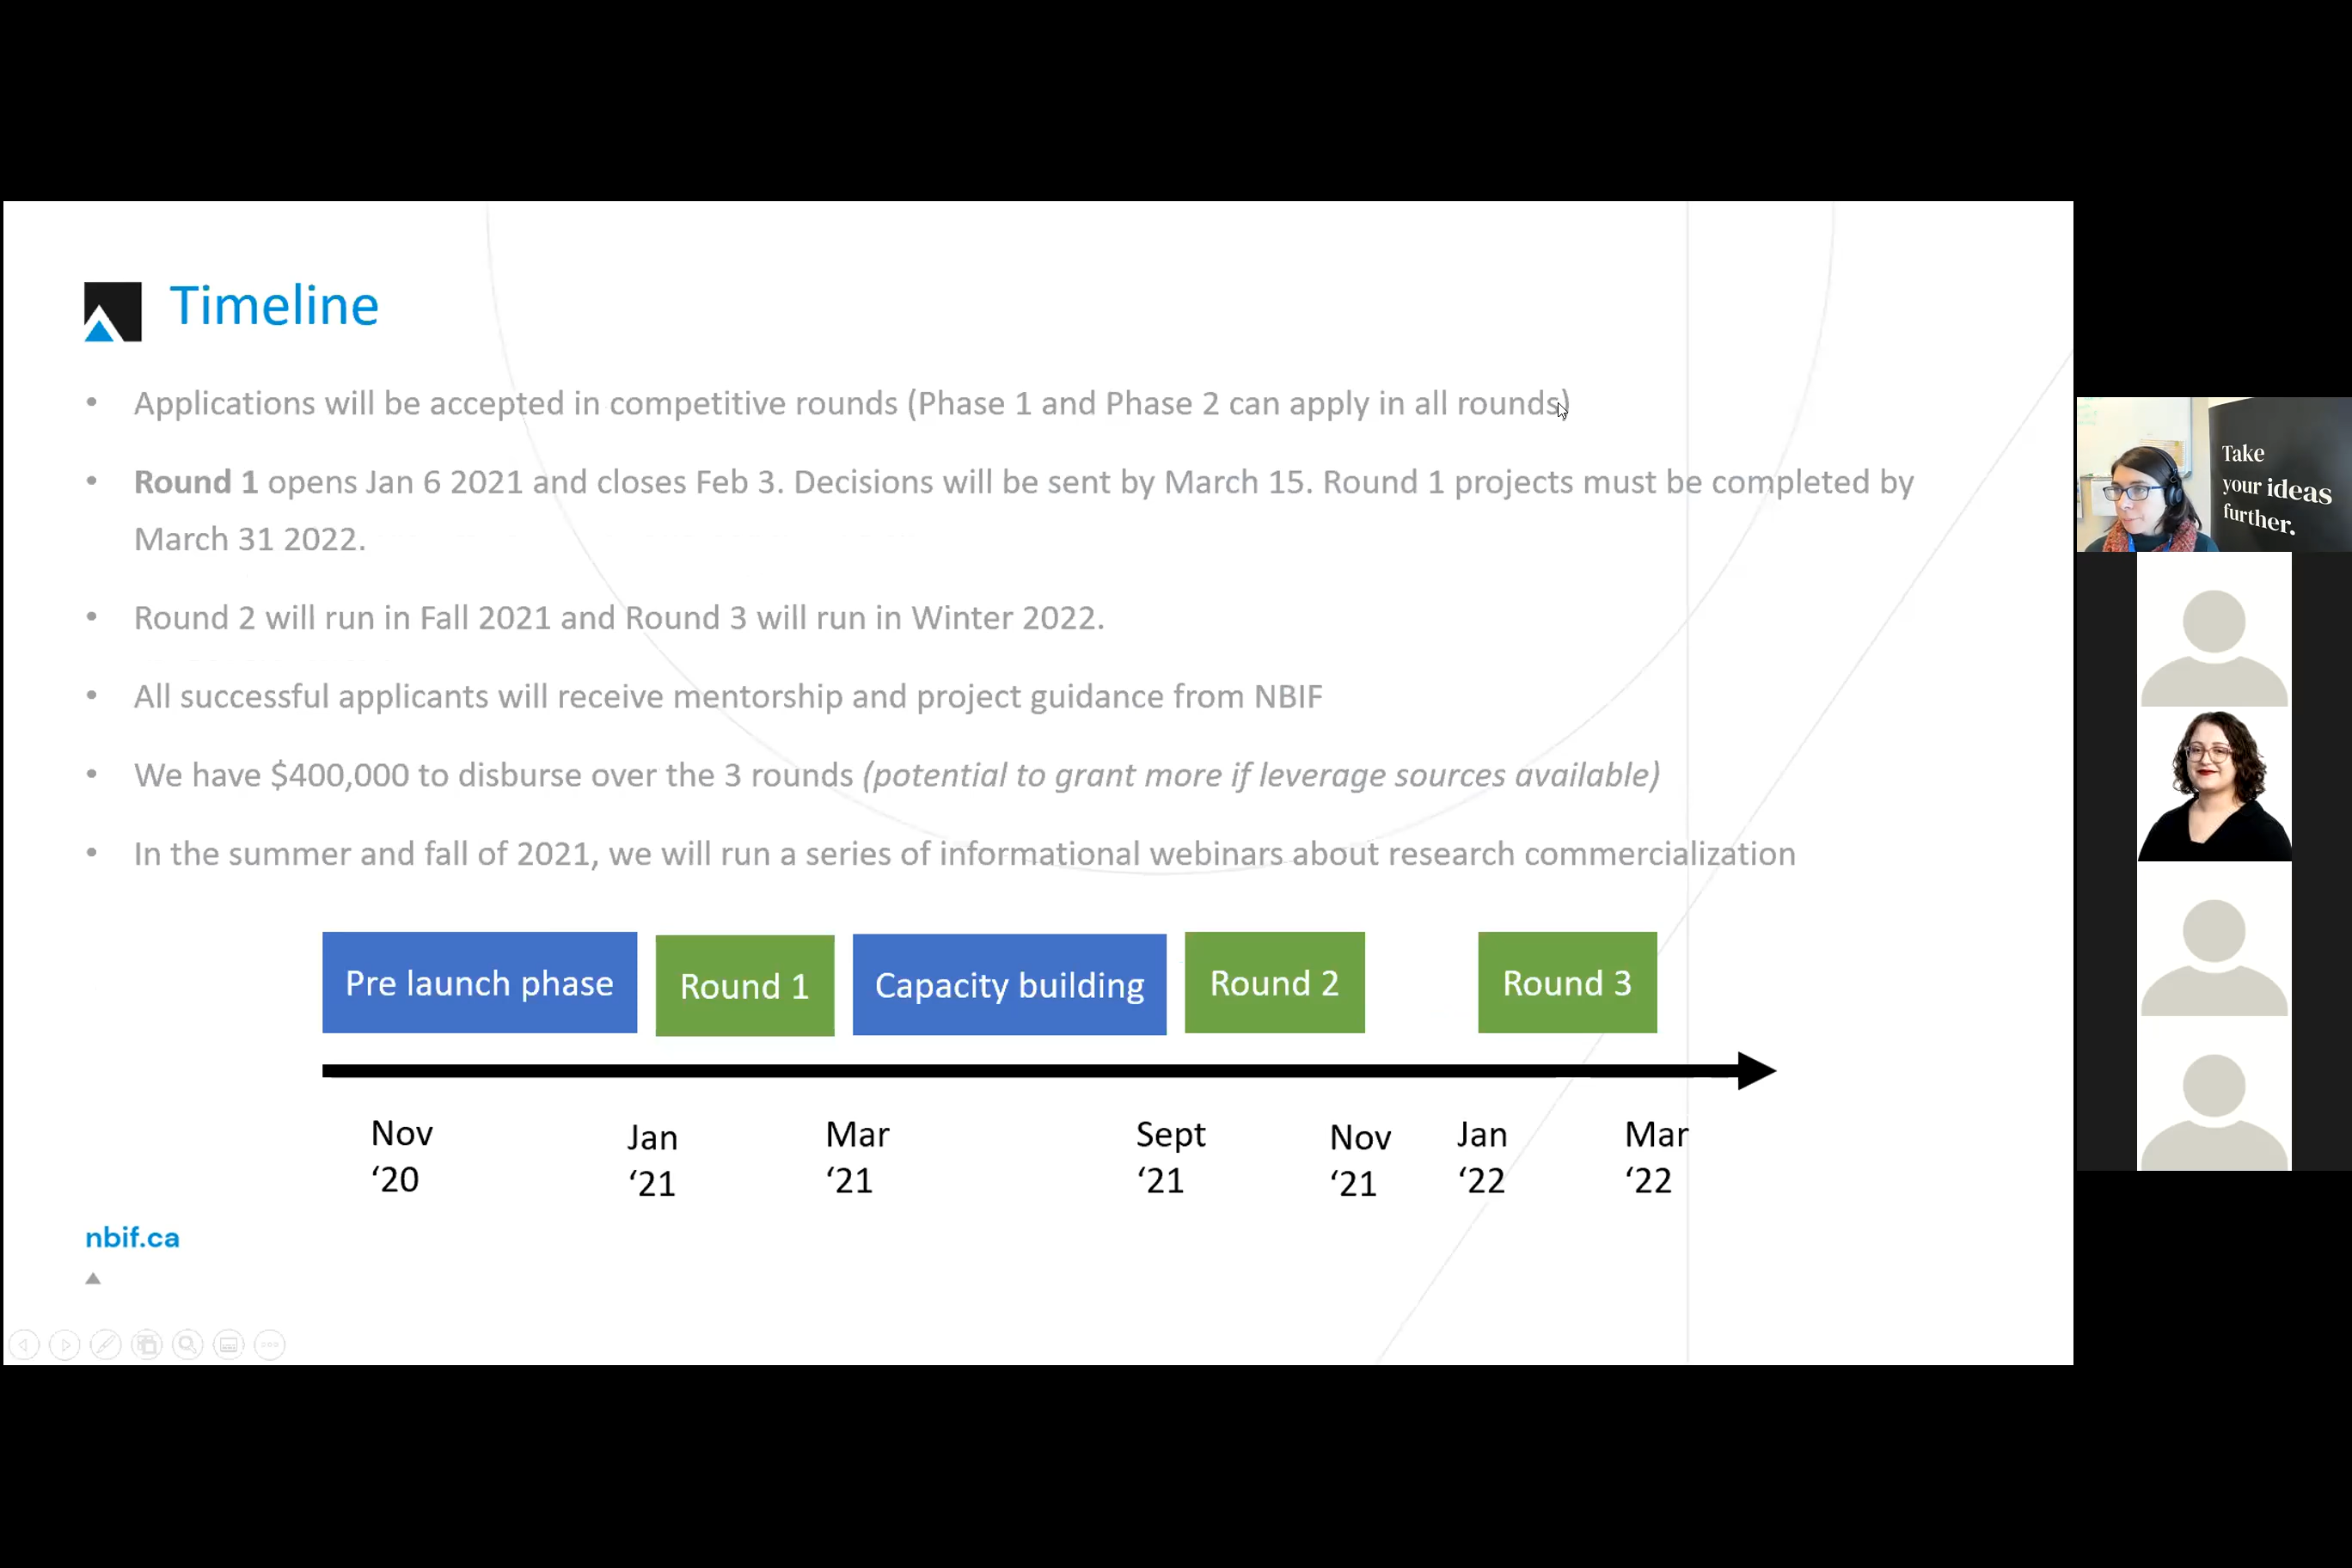 Timeline
• Applications will be accepted in competitive rounds (Phase 1 and Phase 2 can apply in all rounds)
• Round 1 opens Jan 6 2021 and closes Feb 3. Decisions will be sent by March 15. Round 1 projects must be completed by
March 31 2022.
• Round 2 will run in Fall 2021 and Round 3 will run in Winter 2022.
• All successful applicants will receive mentorship and project guidance from NBIF
• We have $400,000 to disburse over the 3 rounds (potential to grant more if leverage sources available)
• In the summer and fall of 2021, we will run a series of informational webinars about research commercialization
Pre launch phase Round 1 Capacity building Round 2 Round 3
Nov Jan Mar Sept Nov Jan Mar
‘20 ‘21 ‘21 ‘21 ‘21 ‘22 ‘22
nbif.ca
Take
your ideas
further.